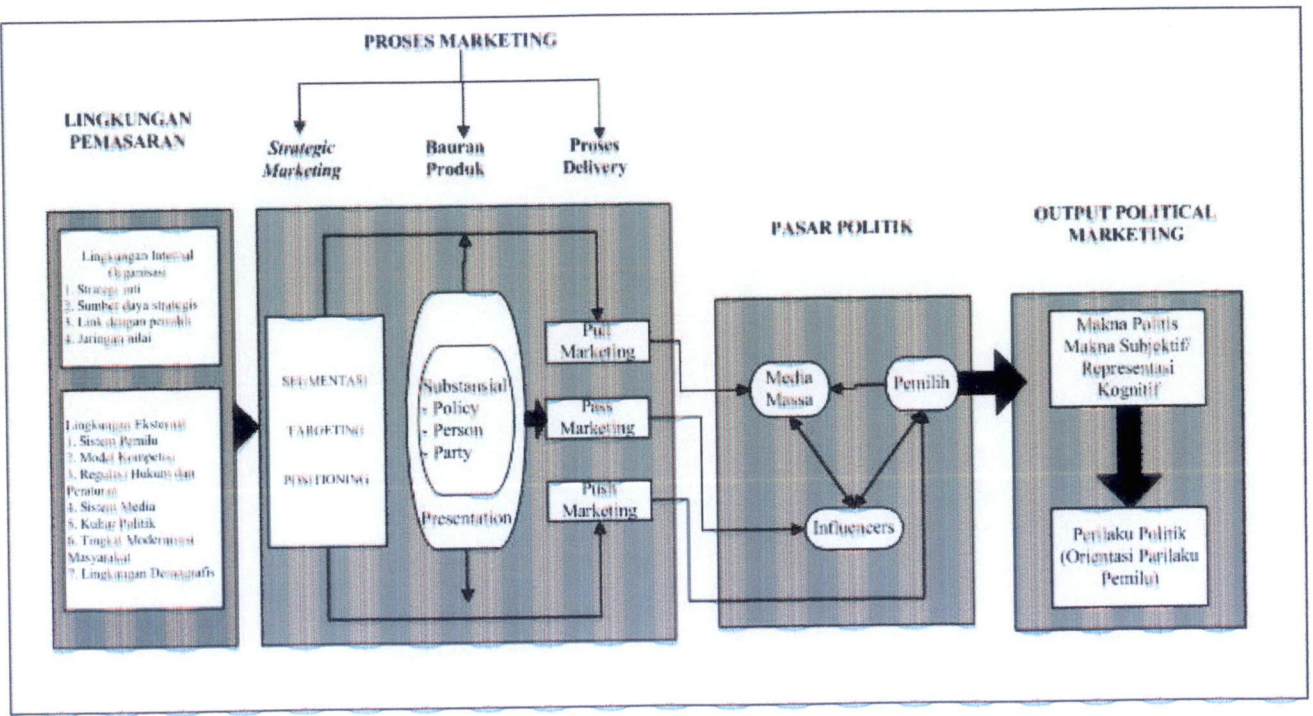 PROSES MARKETING
LINGKUNGAN
PEMASARAN
Strategic
Marketing
Bauran
Produk
Proses
Delivery
Lingkungan Internal
Organisasi
1. Strategi inti
2. Sumber daya strategis
3. Link dengan pemilih
4. Jaringan nilai
Lingkungan Eksternal
1. Sistem Pemilu
2. Model Kompetisi
3. Regulasi Hukum dan
Peraturan
4. Sistem Media
5. Kultur Politik
6. Tingkat Modernisasi
Masyarakat
7. Lingkungan Demografis
SEGMENTASI
TARGETING
POSITIONING
Substansial
- Policy
- Person
- Party
Presentation
Pull
Marketing
Pass
Marketing
Push
Marketing
PASAR POLITIK
Media
Massa
Pemilih
Influencers
OUTPUT POLITICAL
MARKETING
Makna Politis
Makna Subjektif/
Representasi
Kognitif
Perilaku Politik
(Orientasi Parilaku
Pemilu)